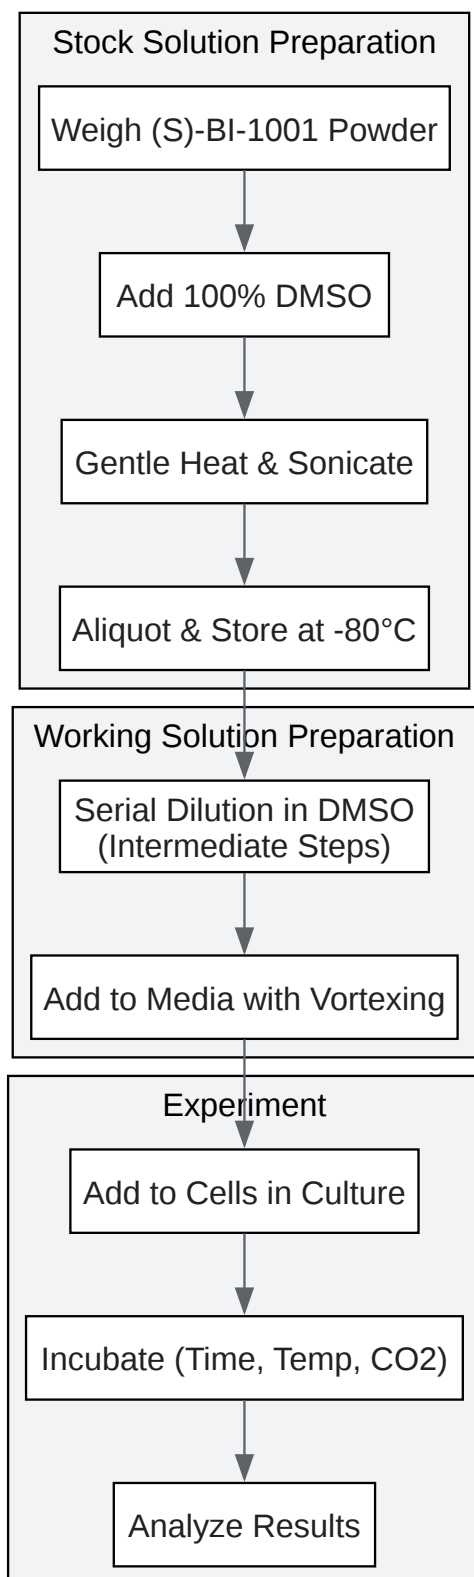 Stock Solution Preparation
Weigh (S)-BI-1001 Powder
Add 100% DMSO
Gentle Heat & Sonicate
Aliquot & Store at -80°C
Working Solution Preparation
Serial Dilution in DMSO
(Intermediate Steps)
Add to Media with Vortexing
Experiment
Add to Cells in Culture
Incubate (Time, Temp, CO2)
Analyze Results